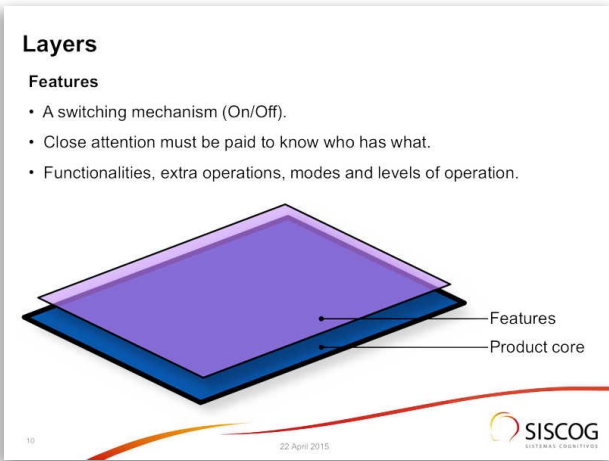 Layers
Features
• A switching mechanism (On/Off).
• Close attention must be paid to know who has what.
• Functionalities, extra operations, modes and levels of operation.
Features
Product core
10
22 April 2015
SISCOG
SISTEMAS COGNITIVOS